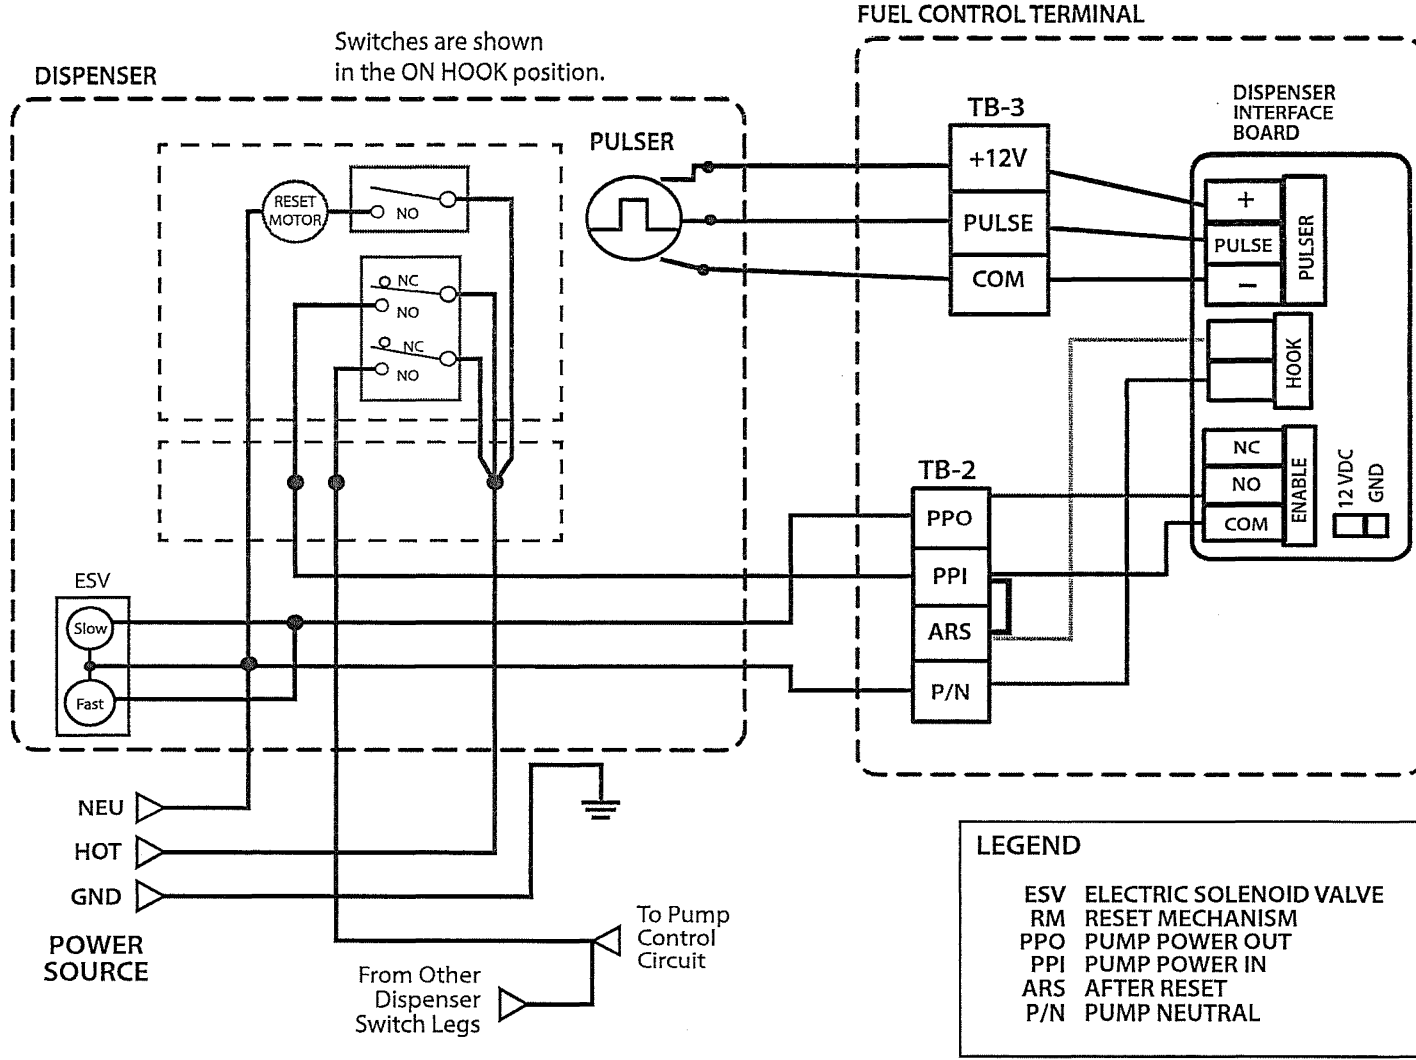 FUEL CONTROL TERMINAL
Switches are shown
in the ON HOOK position.
DISPENSER
TB-3
DISPENSER
INTERFACE
BOARD
PULSER
+12V
PULSE
COM
+
PULSE
−
PULSER
RESET
MOTOR
NO
NC
NO
NC
NO
HOOK
TB-2
PPO
PPI
ARS
P/N
NC
NO
COM
ENABLE
12 VDC
GND
ESV
Slow
Fast
NEU
HOT
GND
POWER
SOURCE
To Pump
Control
Circuit
From Other
Dispenser
Switch Legs
LEGEND
ESV ELECTRIC SOLENOID VALVE
RM RESET MECHANISM
PPO PUMP POWER OUT
PPI PUMP POWER IN
ARS AFTER RESET
P/N PUMP NEUTRAL